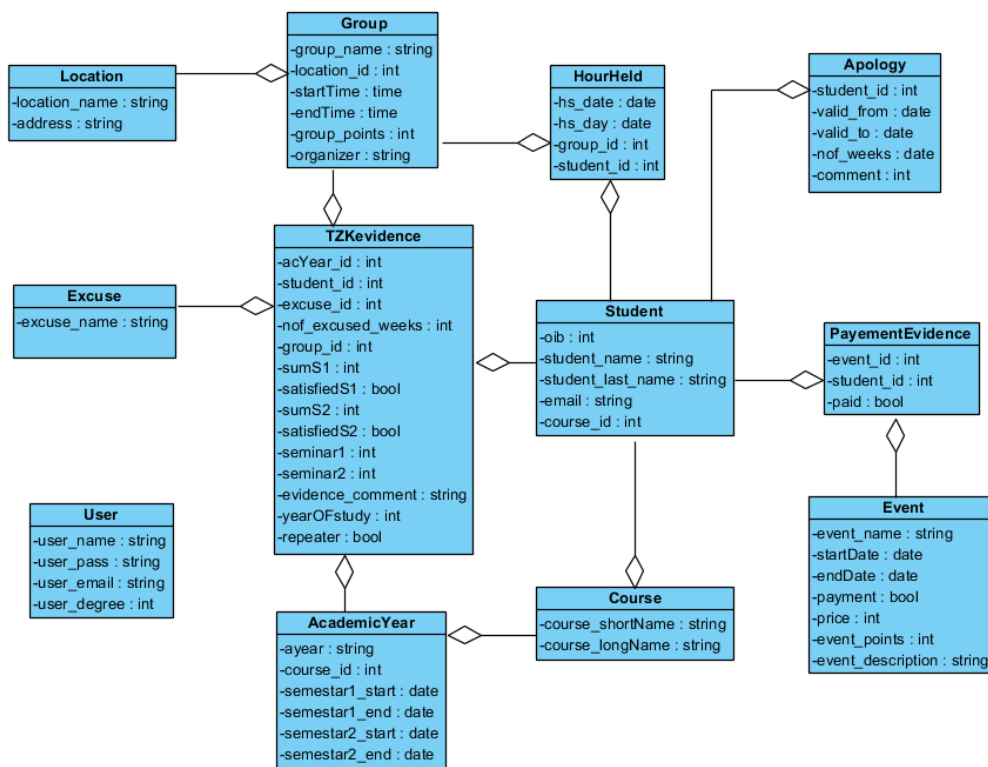 Group
-group_name : string
-location_id : int
-startTime : time
-endTime : time
-group_points : int
-organizer : string
Location
-location_name : string
-address : string
HourHeld
-hs_date : date
-hs_day : date
-group_id : int
-student_id : int
Apology
-student_id : int
-valid_from : date
-valid_to : date
-nof_weeks : date
-comment : int
TZKevidence
-acYear_id : int
-student_id : int
-excuse_id : int
-nof_excused_weeks : int
-group_id : int
-sumS1 : int
-satisfiedS1 : bool
-sumS2 : int
-satisfiedS2 : bool
-seminar1 : int
-seminar2 : int
-evidence_comment : string
-yearOFstudy : int
-repeater : bool
Excuse
-excuse_name : string
Student
-oib : int
-student_name : string
-student_last_name : string
-email : string
-course_id : int
PayementEvidence
-event_id : int
-student_id : int
-paid : bool
User
-user_name : string
-user_pass : string
-user_email : string
-user_degree : int
Event
-event_name : string
-startDate : date
-endDate : date
-payment : bool
-price : int
-event_points : int
-event_description : string
AcademicYear
-ayear : string
-course_id : int
-semestar1_start : date
-semestar1_end : date
-semestar2_start : date
-semestar2_end : date
Course
-course_shortName : string
-course_longName : string